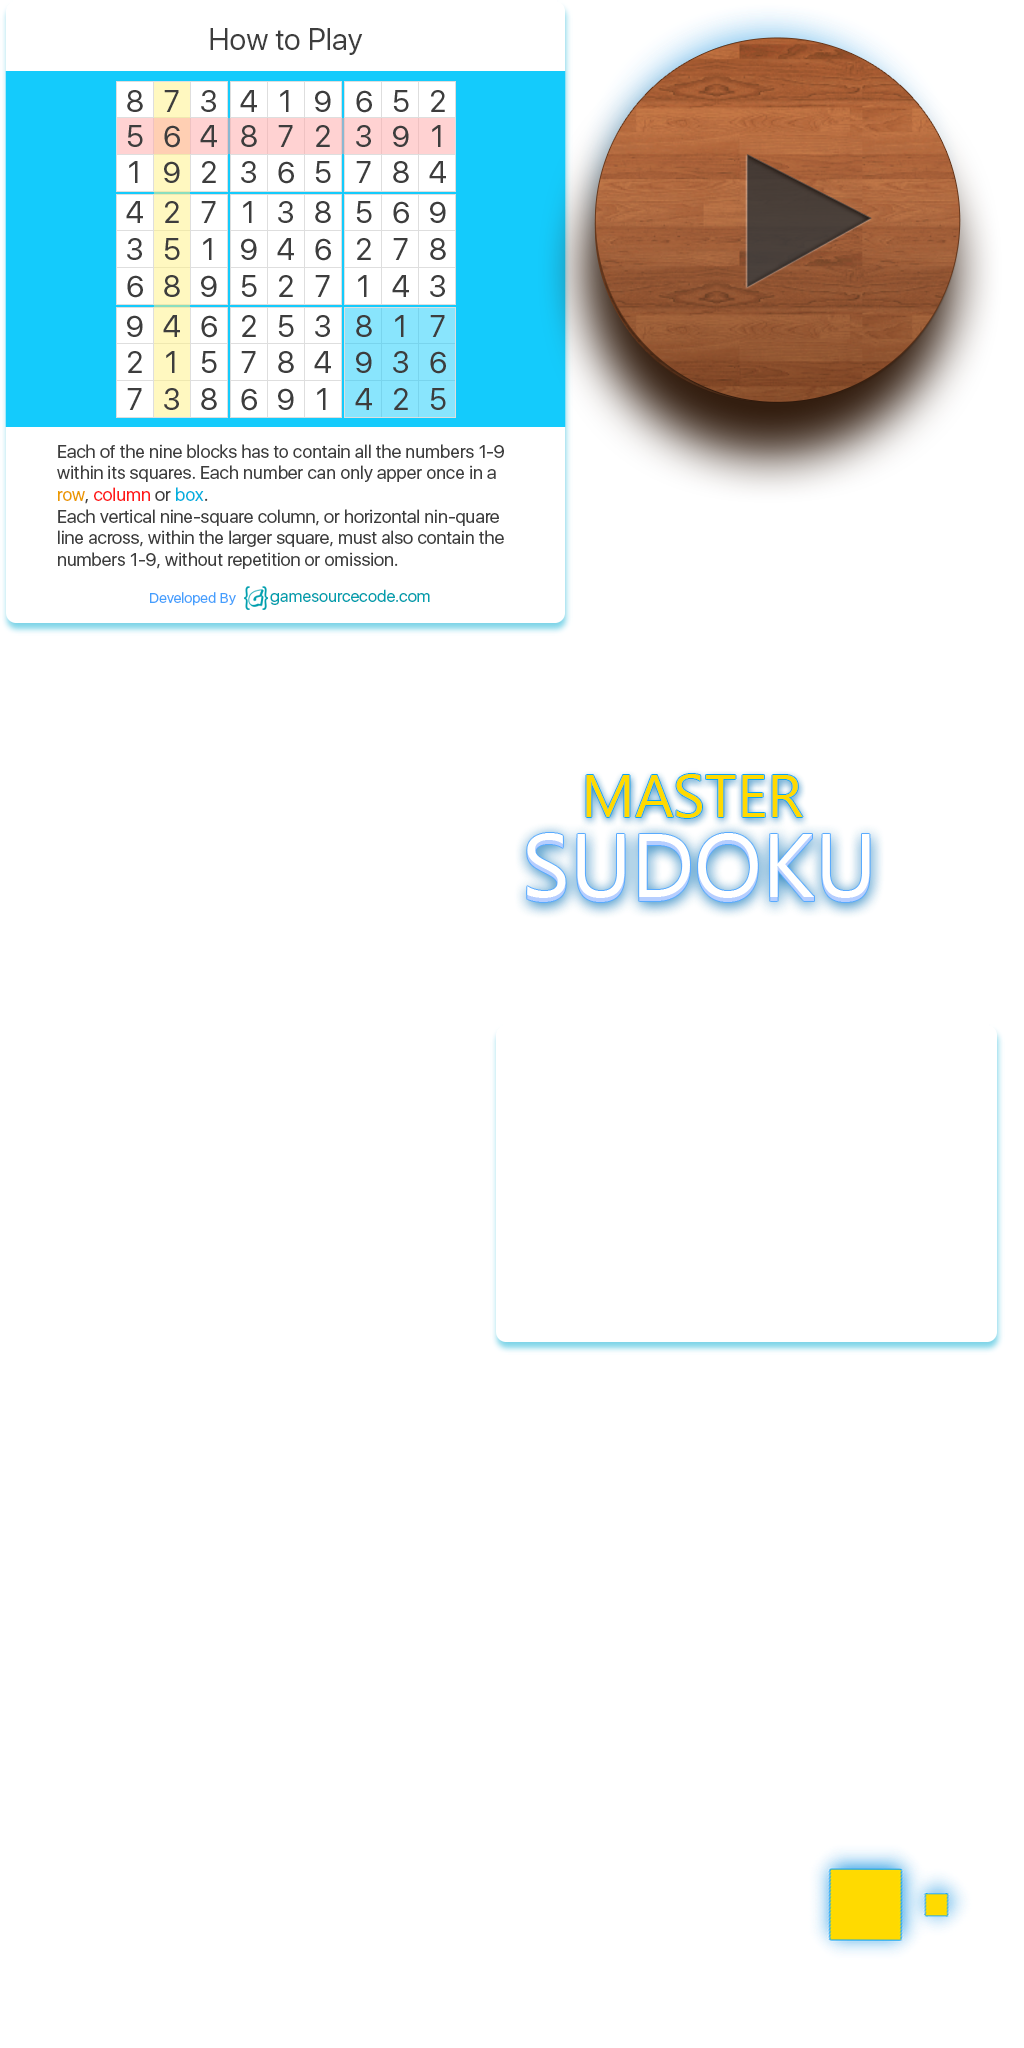 How to Play
8 7 3 4 1 9 6 5 2
5 6 4 8 7 2 3 9 1
1 9 2 3 6 5 7 8 4
4 2 7 1 3 8 5 6 9
3 5 1 9 4 6 2 7 8
6 8 9 5 2 7 1 4 3
9 4 6 2 5 3 8 1 7
2 1 5 7 8 4 9 3 6
7 3 8 6 9 1 4 2 5
Each of the nine blocks has to contain all the numbers 1-9
within its squares. Each number can only apper once in a
row, column or box.
Each vertical nine-square column, or horizontal nin-quare
line across, within the larger square, must also contain the
numbers 1-9, without repetition or omission.
Developed By {G} gamesourcecode.com
MASTER
SUDOKU